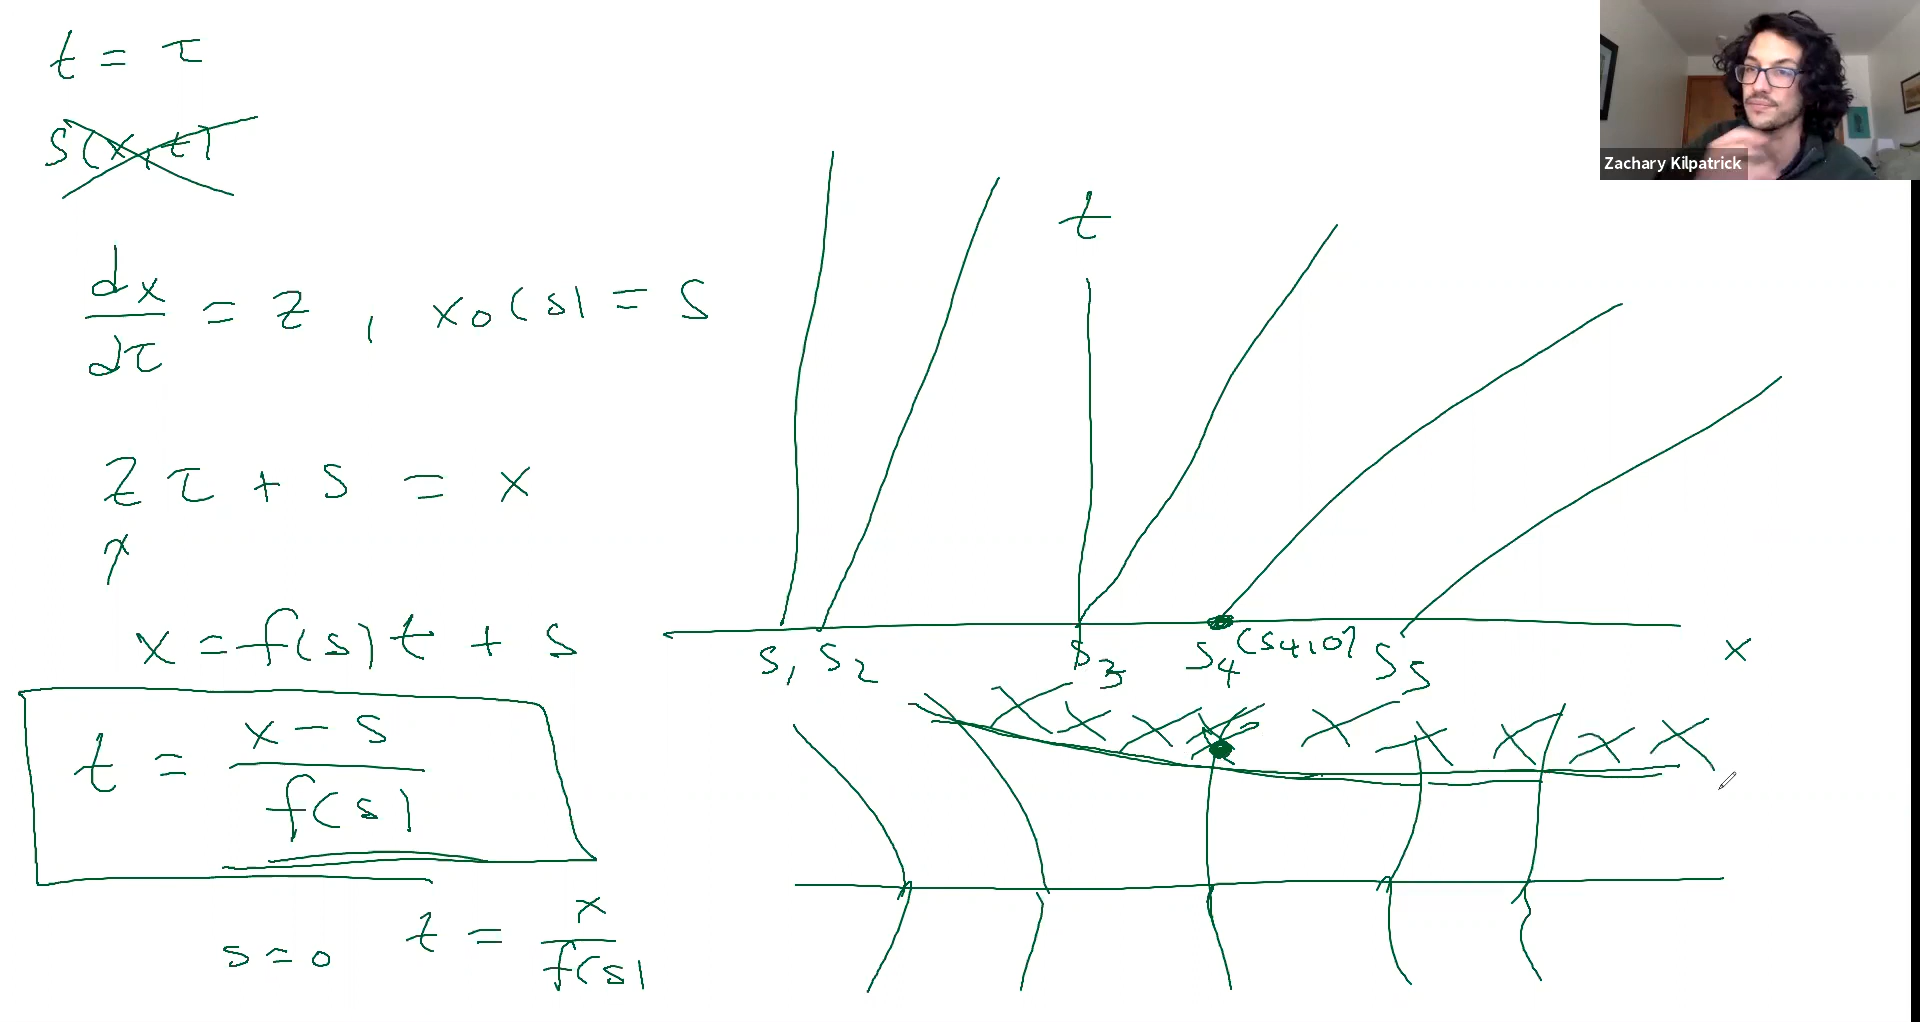 t = τ
s(x,t)
dx/dτ = z , x₀(s) = s
zτ + s = x
x = f(s)t + s
t = (x - s)/f(s)
s = 0 t = x/f(s)
t
s₁ s₂ s₃ s₄ (s₄,0) s₅ x
Zachary Kilpatrick